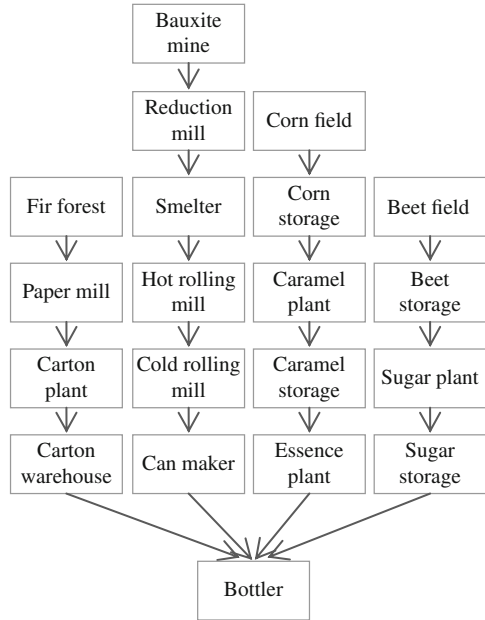 Bauxite
mine
Reduction
mill
Corn field
Fir forest
Smelter
Corn
storage
Beet field
Paper mill
Hot rolling
mill
Caramel
plant
Beet
storage
Carton
plant
Cold rolling
mill
Caramel
storage
Sugar plant
Carton
warehouse
Can maker
Essence
plant
Sugar
storage
Bottler